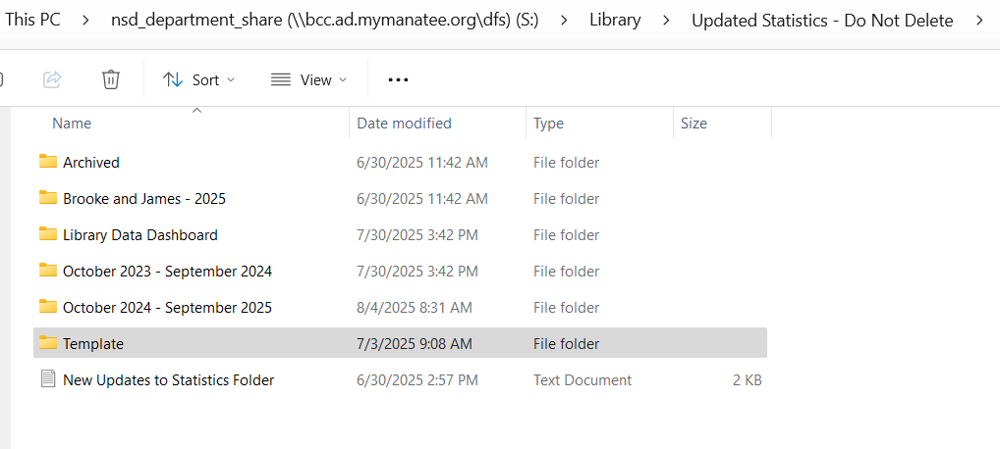 This PC > nsd_department_share (\\bcc.ad.mymanatee.org\dfs) (S:) > Library > Updated Statistics - Do Not Delete >
Sort View ...
Name Date modified Type Size
Archived 6/30/2025 11:42 AM File folder
Brooke and James - 2025 6/30/2025 11:42 AM File folder
Library Data Dashboard 7/30/2025 3:42 PM File folder
October 2023 - September 2024 7/30/2025 3:42 PM File folder
October 2024 - September 2025 8/4/2025 8:31 AM File folder
Template 7/3/2025 9:08 AM File folder
New Updates to Statistics Folder 6/30/2025 2:57 PM Text Document 2 KB